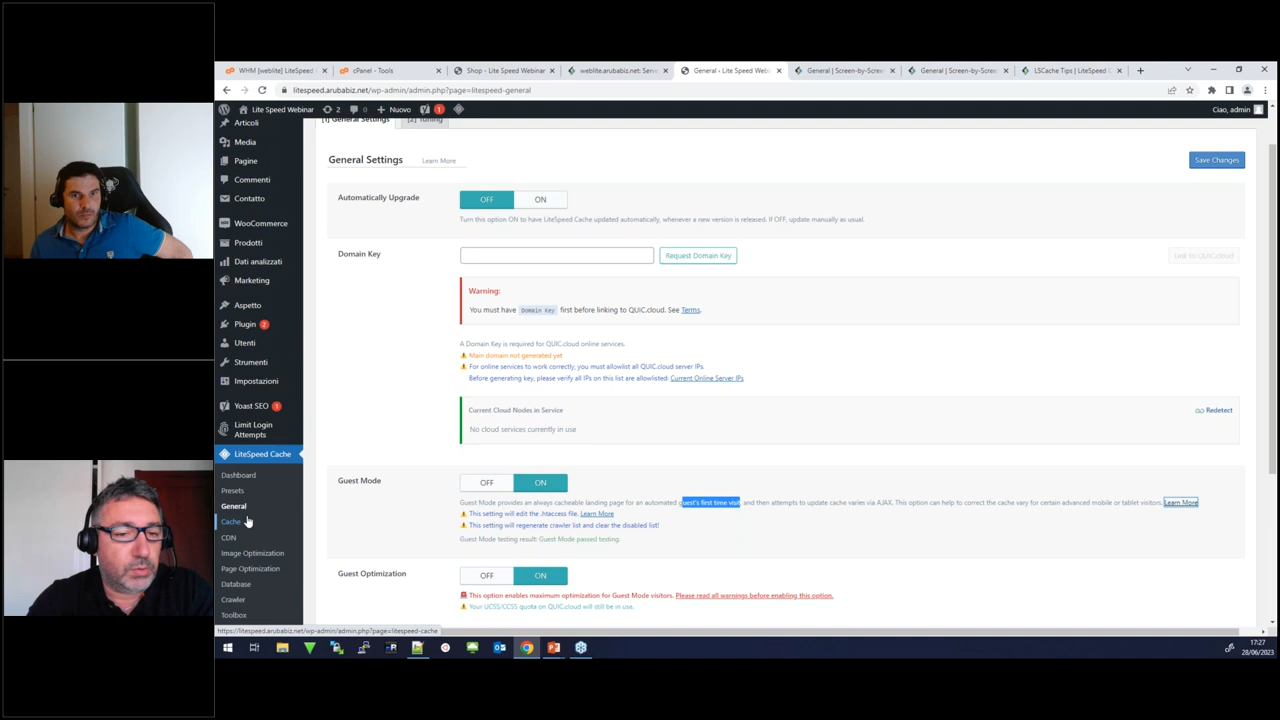 WHM [weblite] LiteSpeed
cPanel - Tools
Shop - Lite Speed Webinar
weblite.arubabiz.net: Serve
General ‹ Lite Speed Web
General | Screen-by-Scree
General | Screen-by-Scree
LSCache Tips | LiteSpeed C
litespeed.arubabiz.net/wp-admin/admin.php?page=litespeed-general
Lite Speed Webinar
2
0
Nuovo
1
Ciao, admin
Articoli
Media
Pagine
Commenti
Contatto
WooCommerce
Prodotti
Dati analizzati
Marketing
Aspetto
Plugin 2
Utenti
Strumenti
Impostazioni
Yoast SEO 1
Limit Login
Attempts
LiteSpeed Cache
Dashboard
Presets
General
Cache
CDN
Image Optimization
Page Optimization
Database
Crawler
Toolbox
[1] General Settings
[2] Tuning
General Settings
Learn More
Save Changes
Automatically Upgrade
OFF
ON
Turn this option ON to have LiteSpeed Cache updated automatically, whenever a new version is released. If OFF, update manually as usual.
Domain Key
Request Domain Key
Link to QUIC.cloud
Warning:
You must have Domain Key first before linking to QUIC.cloud. See Terms.
A Domain Key is required for QUIC.cloud online services.
Main domain not generated yet
For online services to work correctly, you must allowlist all QUIC.cloud server IPs.
Before generating key, please verify all IPs on this list are allowlisted: Current Online Server IPs
Current Cloud Nodes in Service
Redetect
No cloud services currently in use
Guest Mode
OFF
ON
Guest Mode provides an always cacheable landing page for an automated guest's first time visit, and then attempts to update cache varies via AJAX. This option can help to correct the cache vary for certain advanced mobile or tablet visitors. Learn More
This setting will edit the .htaccess file. Learn More
This setting will regenerate crawler list and clear the disabled list!
Guest Mode testing result: Guest Mode passed testing.
Guest Optimization
OFF
ON
This option enables maximum optimization for Guest Mode visitors. Please read all warnings before enabling this option.
Your UCSS/CCSS quota on QUIC.cloud will still be in use.
https://litespeed.arubabiz.net/wp-admin/admin.php?page=litespeed-cache
17:27
28/06/2023